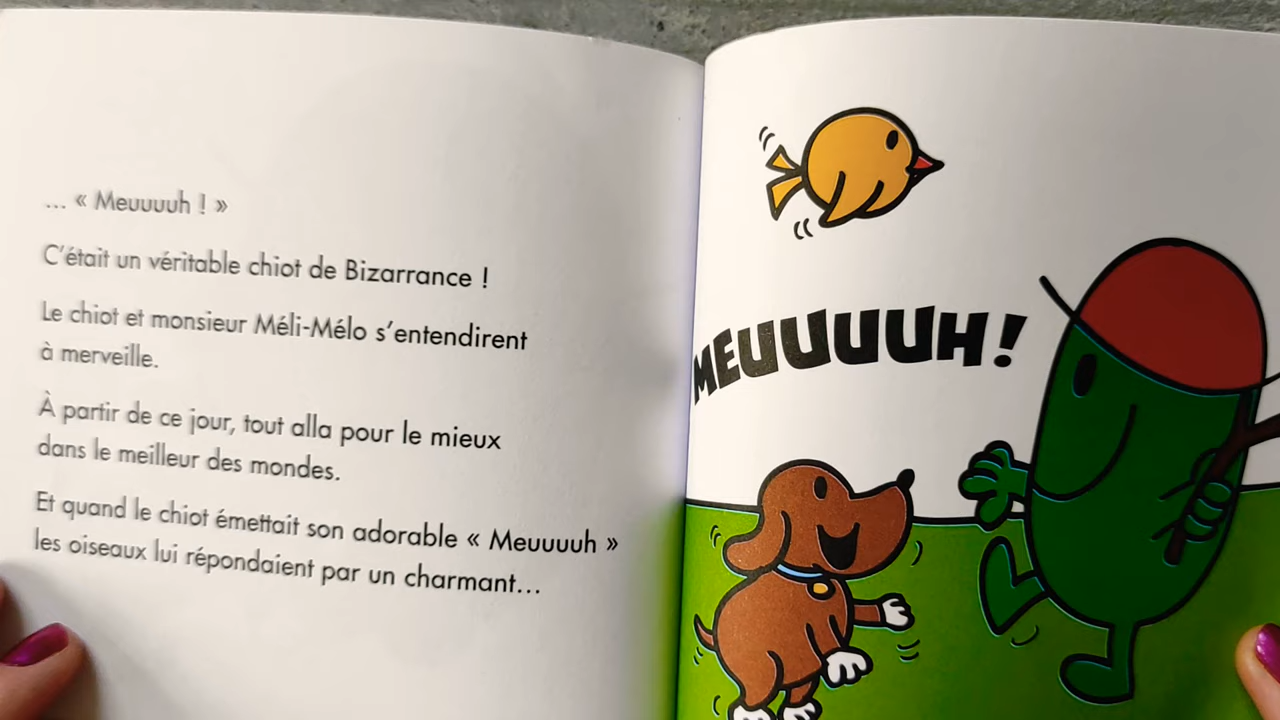 ... « Meuuuuh ! »
C'était un véritable chiot de Bizarrance !
Le chiot et monsieur Méli-Mélo s'entendirent
à merveille.
À partir de ce jour, tout alla pour le mieux
dans le meilleur des mondes.
Et quand le chiot émettait son adorable « Meuuuuh »
les oiseaux lui répondaient par un charmant...
MEUUUUUH !